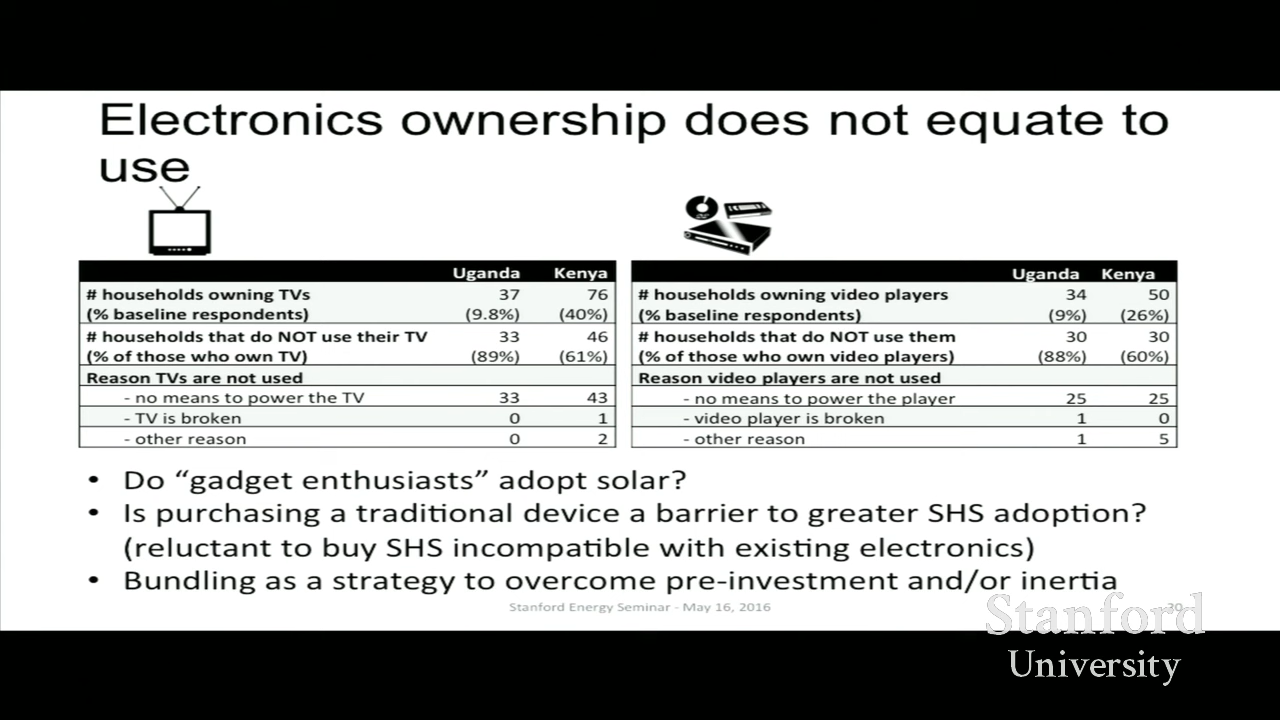 Electronics ownership does not equate to
use
Uganda Kenya
# households owning TVs 37 76
(% baseline respondents) (9.8%) (40%)
# households that do NOT use their TV 33 46
(% of those who own TV) (89%) (61%)
Reason TVs are not used
- no means to power the TV 33 43
- TV is broken 0 1
- other reason 0 2
Uganda Kenya
# households owning video players 34 50
(% baseline respondents) (9%) (26%)
# households that do NOT use them 30 30
(% of those who own video players) (88%) (60%)
Reason video players are not used
- no means to power the player 25 25
- video player is broken 1 0
- other reason 1 5
• Do “gadget enthusiasts” adopt solar?
• Is purchasing a traditional device a barrier to greater SHS adoption?
(reluctant to buy SHS incompatible with existing electronics)
• Bundling as a strategy to overcome pre-investment and/or inertia
Stanford Energy Seminar - May 16, 2016
Stanford
University